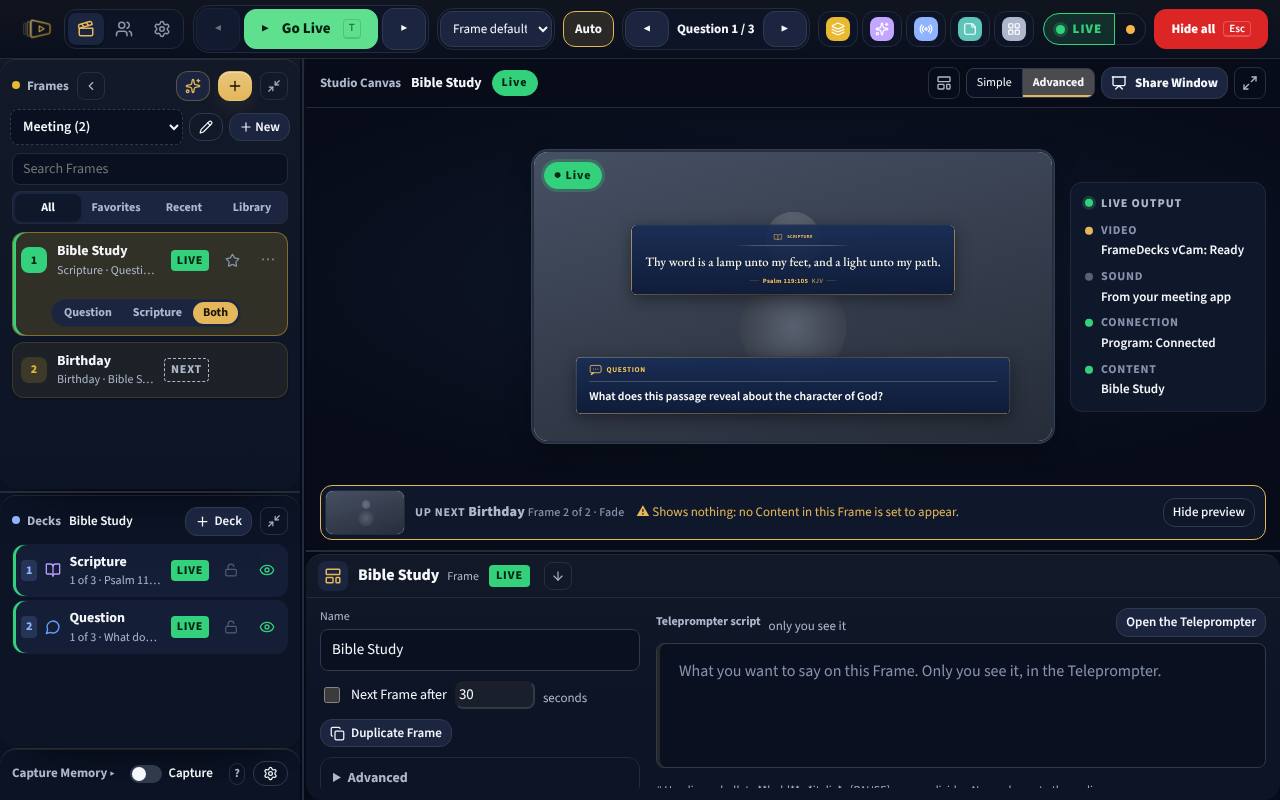 Go Live T
Frame default
Auto
Question 1 / 3
LIVE
Hide all Esc
Frames
Meeting (2)
New
Search Frames
All Favorites Recent Library
1 Bible Study
Scripture · Questi…
LIVE
Question Scripture Both
2 Birthday
Birthday · Bible S…
NEXT
Decks Bible Study
Deck
1 Scripture
1 of 3 · Psalm 11…
LIVE
2 Question
1 of 3 · What do…
LIVE
Capture Memory
Capture
?
Studio Canvas Bible Study Live
Simple Advanced
Share Window
Live
SCRIPTURE
Thy word is a lamp unto my feet, and a light unto my path.
Psalm 119:105 KJV
QUESTION
What does this passage reveal about the character of God?
LIVE OUTPUT
VIDEO
FrameDecks vCam: Ready
SOUND
From your meeting app
CONNECTION
Program: Connected
CONTENT
Bible Study
UP NEXT Birthday Frame 2 of 2 · Fade Shows nothing: no Content in this Frame is set to appear.
Hide preview
Bible Study Frame LIVE
Name
Bible Study
Next Frame after 30 seconds
Duplicate Frame
Advanced
Teleprompter script only you see it
Open the Teleprompter
What you want to say on this Frame. Only you see it, in the Teleprompter.